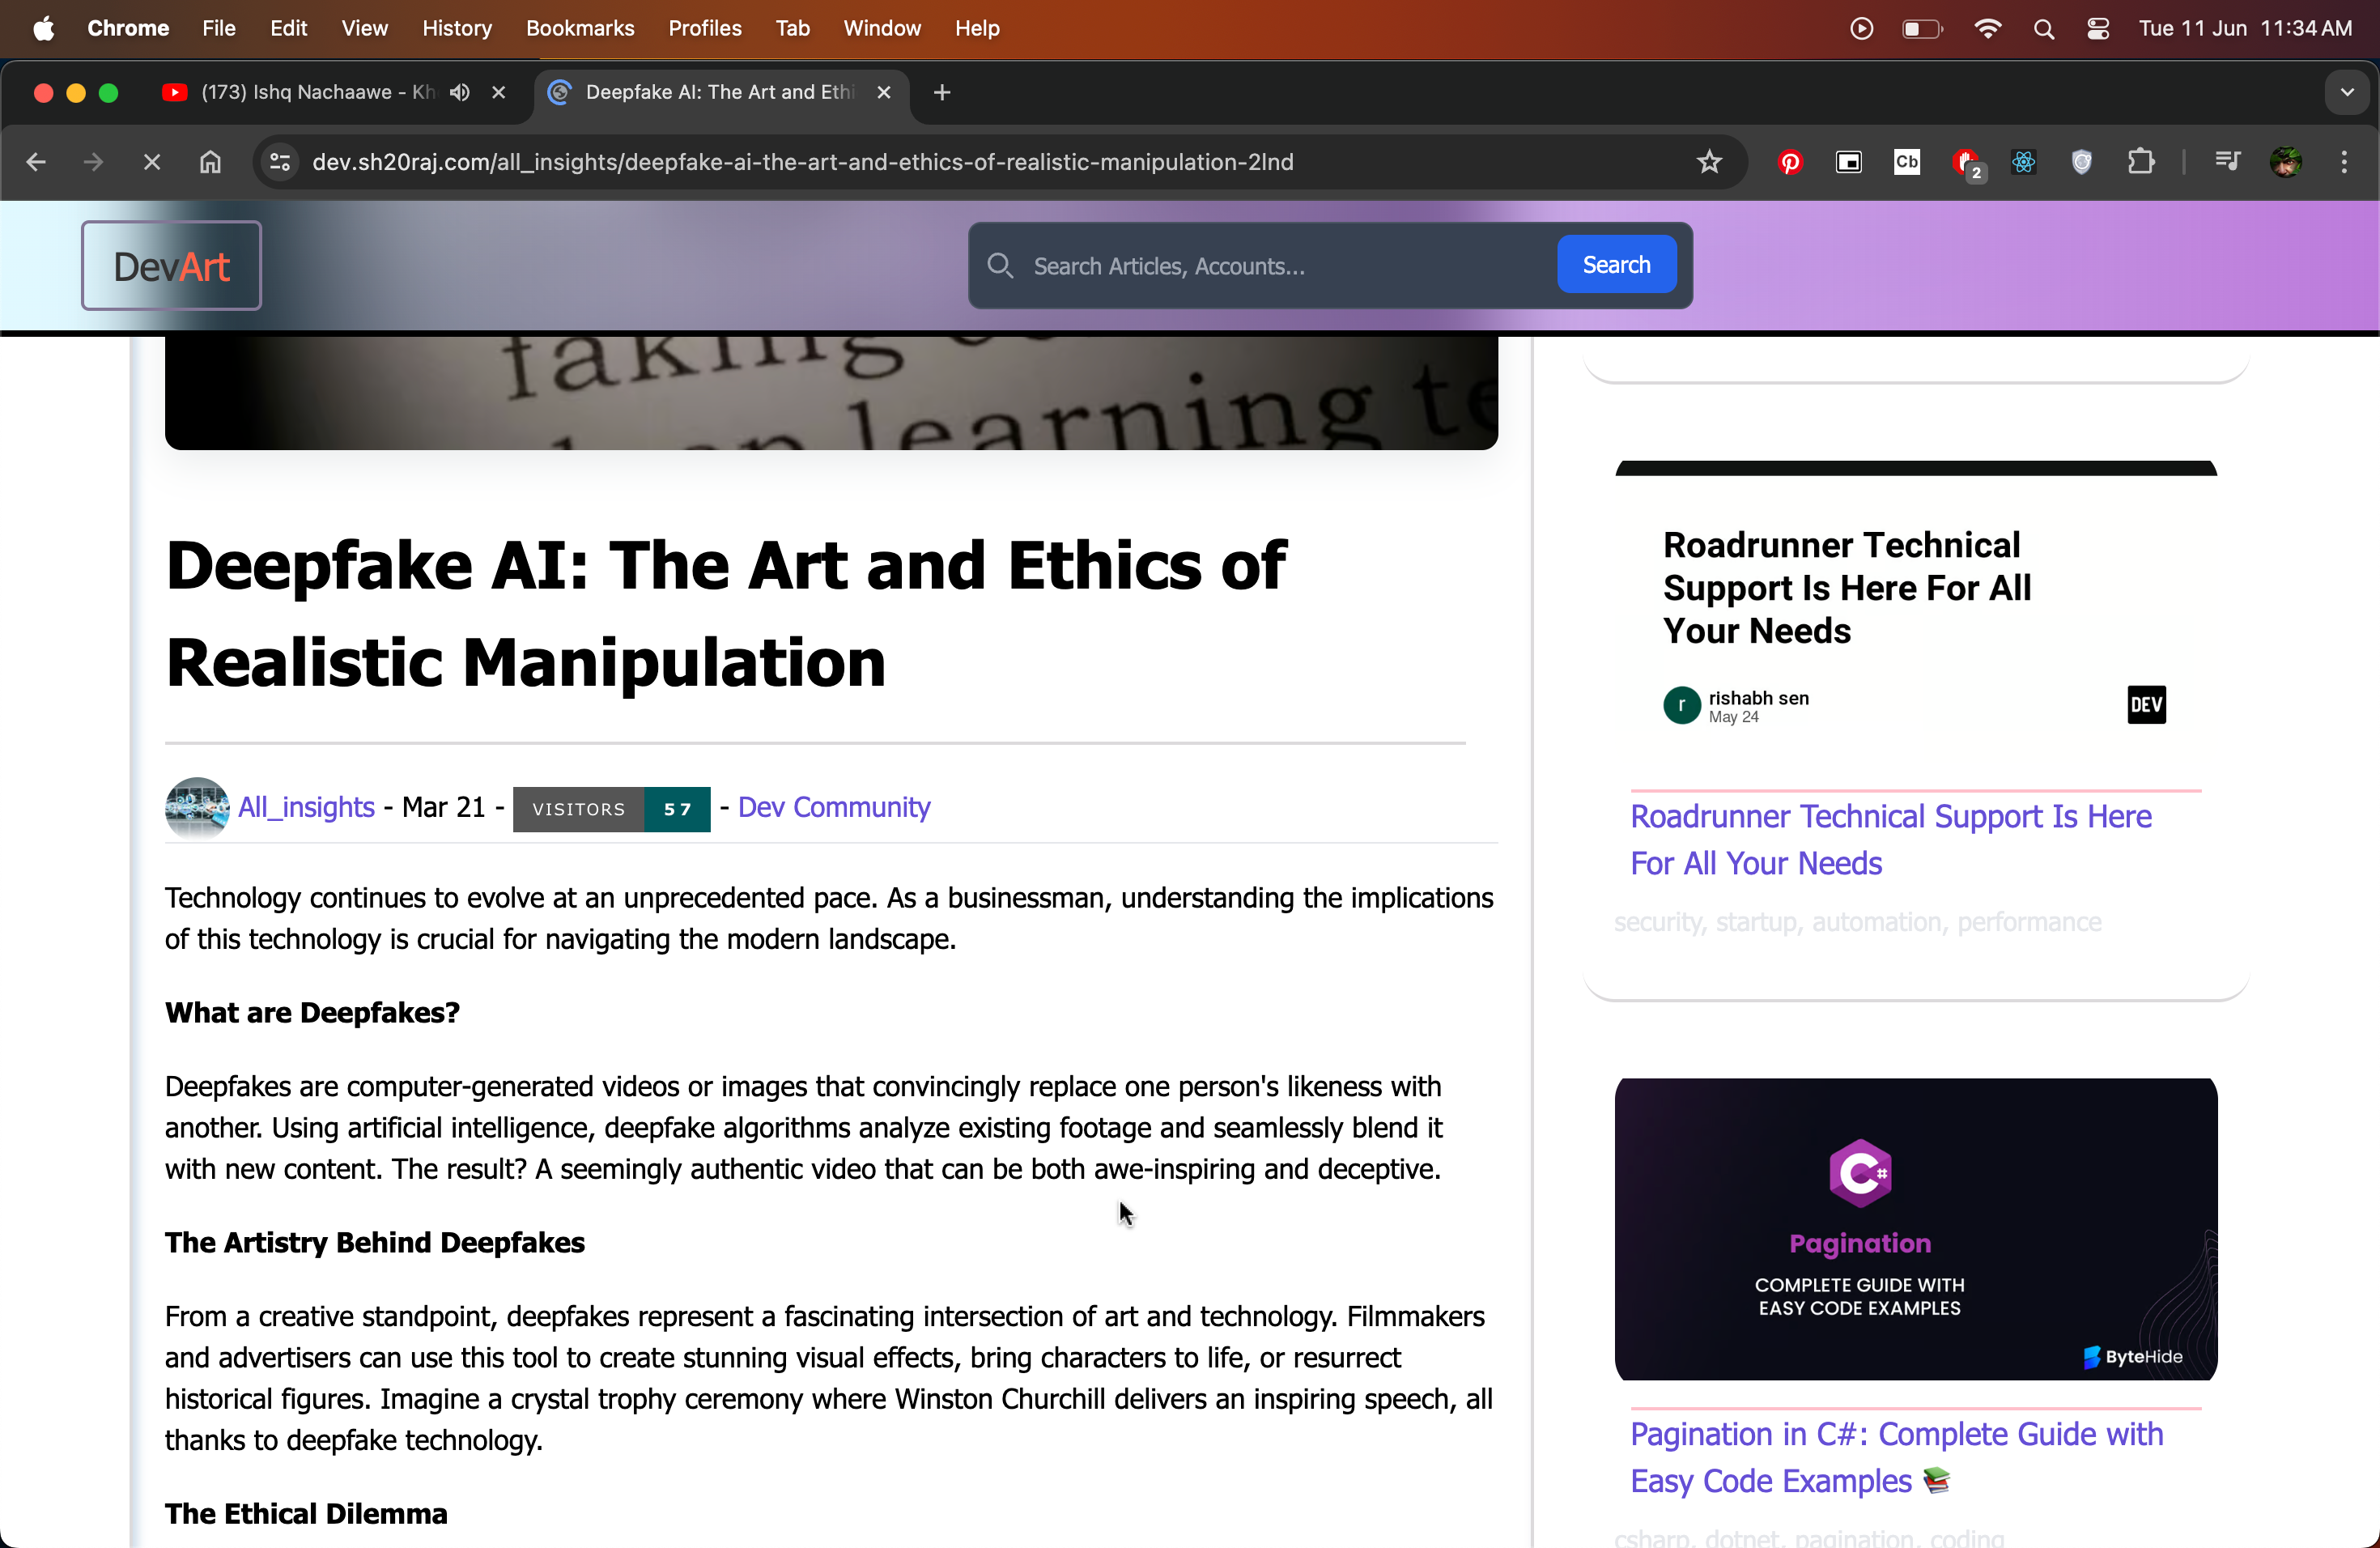 Chrome File Edit View History Bookmarks Profiles Tab Window Help Tue 11 Jun 11:34 AM
(173) Ishq Nachaawe - Kh
Deepfake AI: The Art and Ethi
dev.sh20raj.com/all_insights/deepfake-ai-the-art-and-ethics-of-realistic-manipulation-2lnd
Cb
2
DevArt
Search Articles, Accounts...
Search
faking
deep learning te
Deepfake AI: The Art and Ethics of
Realistic Manipulation
All_insights - Mar 21 - VISITORS 57 - Dev Community
Technology continues to evolve at an unprecedented pace. As a businessman, understanding the implications
of this technology is crucial for navigating the modern landscape.
What are Deepfakes?
Deepfakes are computer-generated videos or images that convincingly replace one person's likeness with
another. Using artificial intelligence, deepfake algorithms analyze existing footage and seamlessly blend it
with new content. The result? A seemingly authentic video that can be both awe-inspiring and deceptive.
The Artistry Behind Deepfakes
From a creative standpoint, deepfakes represent a fascinating intersection of art and technology. Filmmakers
and advertisers can use this tool to create stunning visual effects, bring characters to life, or resurrect
historical figures. Imagine a crystal trophy ceremony where Winston Churchill delivers an inspiring speech, all
thanks to deepfake technology.
The Ethical Dilemma
Roadrunner Technical
Support Is Here For All
Your Needs
r
rishabh sen
May 24
DEV
Roadrunner Technical Support Is Here
For All Your Needs
security, startup, automation, performance
C#
Pagination
COMPLETE GUIDE WITH
EASY CODE EXAMPLES
ByteHide
Pagination in C#: Complete Guide with
Easy Code Examples 📚
csharp, dotnet, pagination, coding